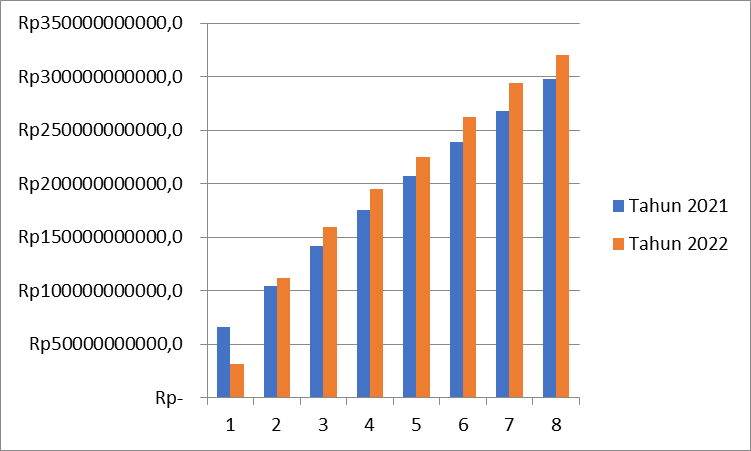 Rp350000000000,0
Rp300000000000,0
Rp250000000000,0
Rp200000000000,0
Rp150000000000,0
Rp100000000000,0
Rp50000000000,0
Rp-
1 2 3 4 5 6 7 8
Tahun 2021
Tahun 2022